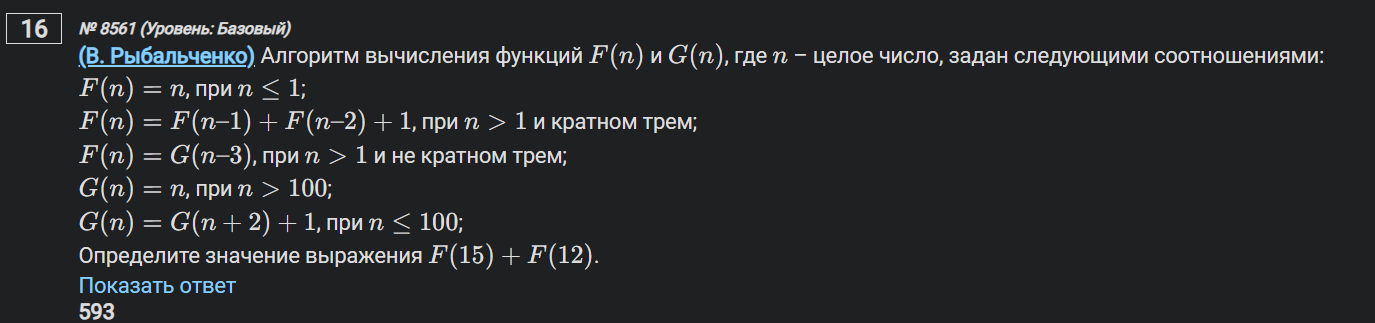 16
№ 8561 (Уровень: Базовый)
(В. Рыбальченко) Алгоритм вычисления функций F(n) и G(n), где n – целое число, задан следующими соотношениями:
F(n) = n, при n ≤ 1;
F(n) = F(n–1) + F(n–2) + 1, при n > 1 и кратном трем;
F(n) = G(n–3), при n > 1 и не кратном трем;
G(n) = n, при n > 100;
G(n) = G(n + 2) + 1, при n ≤ 100;
Определите значение выражения F(15) + F(12).
Показать ответ
593